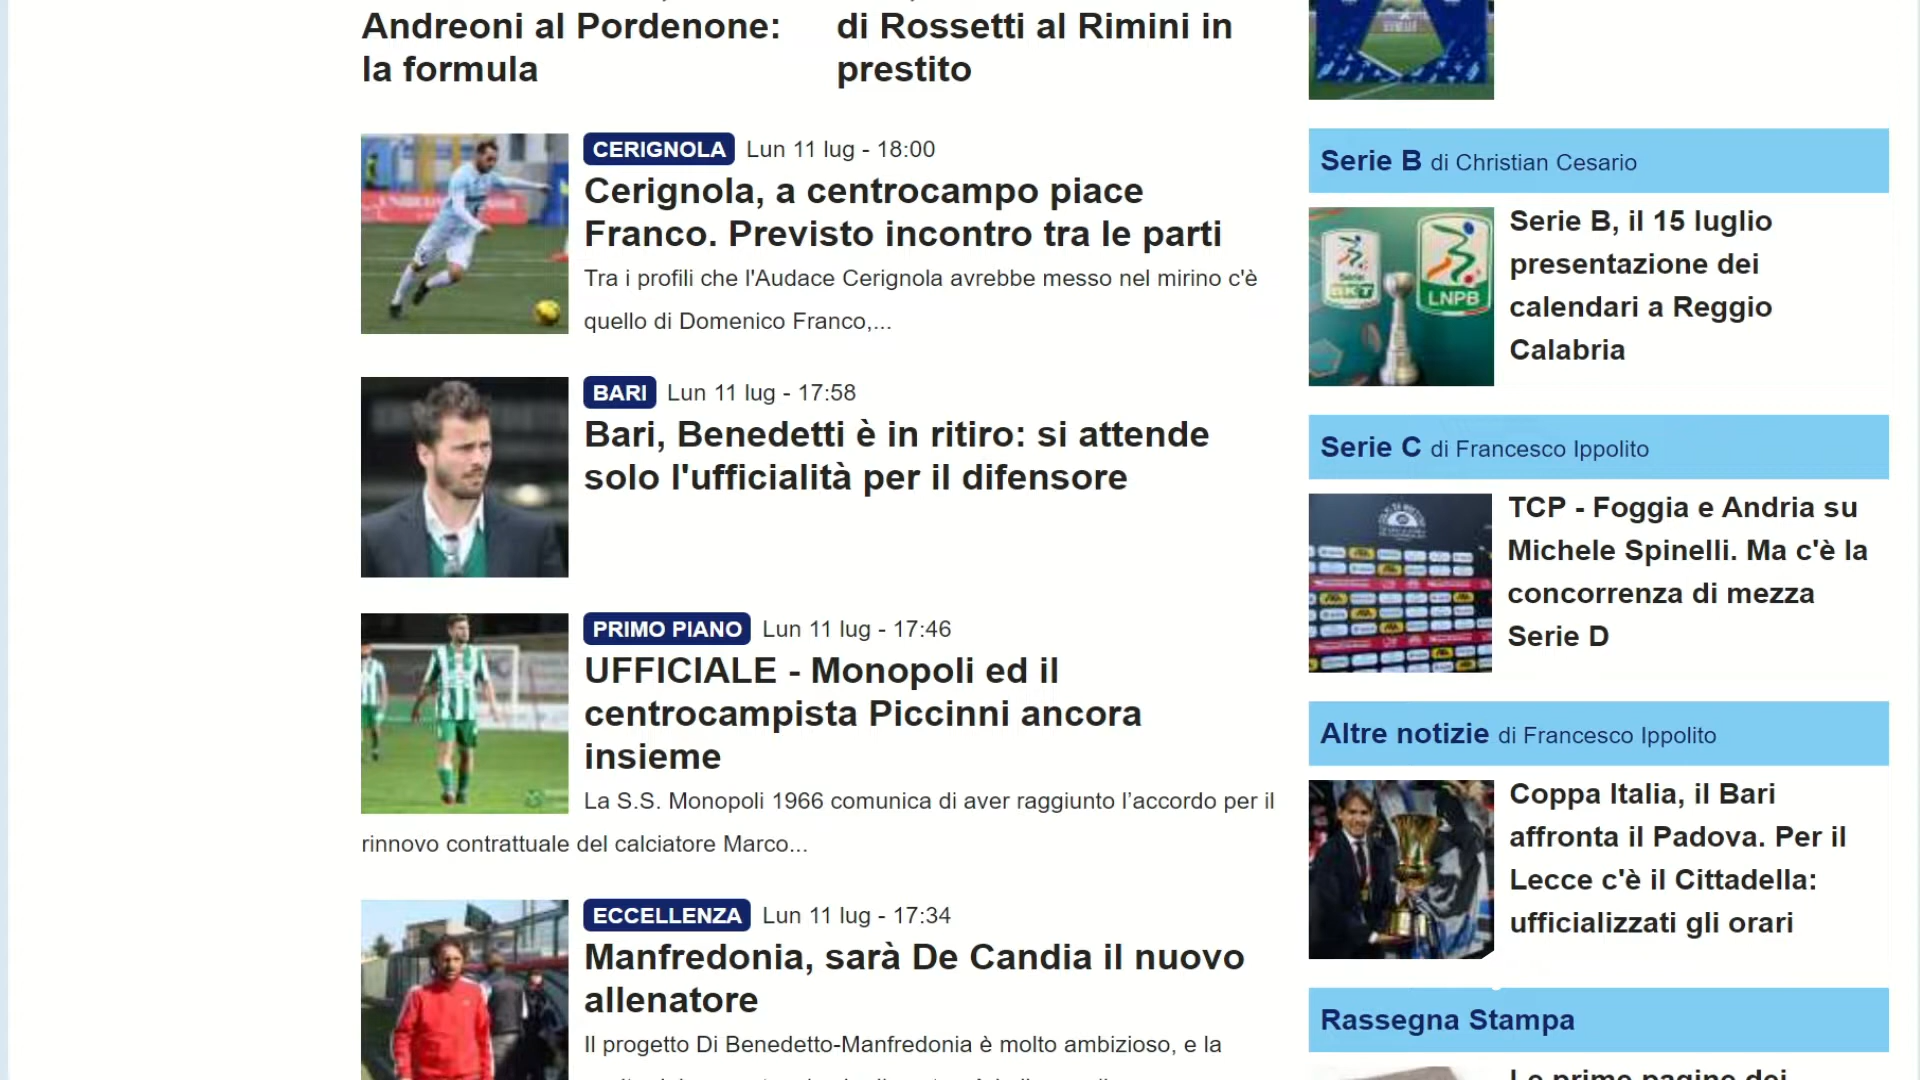 Andreoni al Pordenone:
la formula
di Rossetti al Rimini in
prestito
CERIGNOLA Lun 11 lug - 18:00
Cerignola, a centrocampo piace
Franco. Previsto incontro tra le parti
Tra i profili che l'Audace Cerignola avrebbe messo nel mirino c'è
quello di Domenico Franco,...
BARI Lun 11 lug - 17:58
Bari, Benedetti è in ritiro: si attende
solo l'ufficialità per il difensore
PRIMO PIANO Lun 11 lug - 17:46
UFFICIALE - Monopoli ed il
centrocampista Piccinni ancora
insieme
La S.S. Monopoli 1966 comunica di aver raggiunto l’accordo per il
rinnovo contrattuale del calciatore Marco...
ECCELLENZA Lun 11 lug - 17:34
Manfredonia, sarà De Candia il nuovo
allenatore
Il progetto Di Benedetto-Manfredonia è molto ambizioso, e la
Serie B di Christian Cesario
LNPB
Serie B, il 15 luglio
presentazione dei
calendari a Reggio
Calabria
Serie C di Francesco Ippolito
TCP - Foggia e Andria su
Michele Spinelli. Ma c'è la
concorrenza di mezza
Serie D
Altre notizie di Francesco Ippolito
Coppa Italia, il Bari
affronta il Padova. Per il
Lecce c'è il Cittadella:
ufficializzati gli orari
Rassegna Stampa
Le prime pagine dei